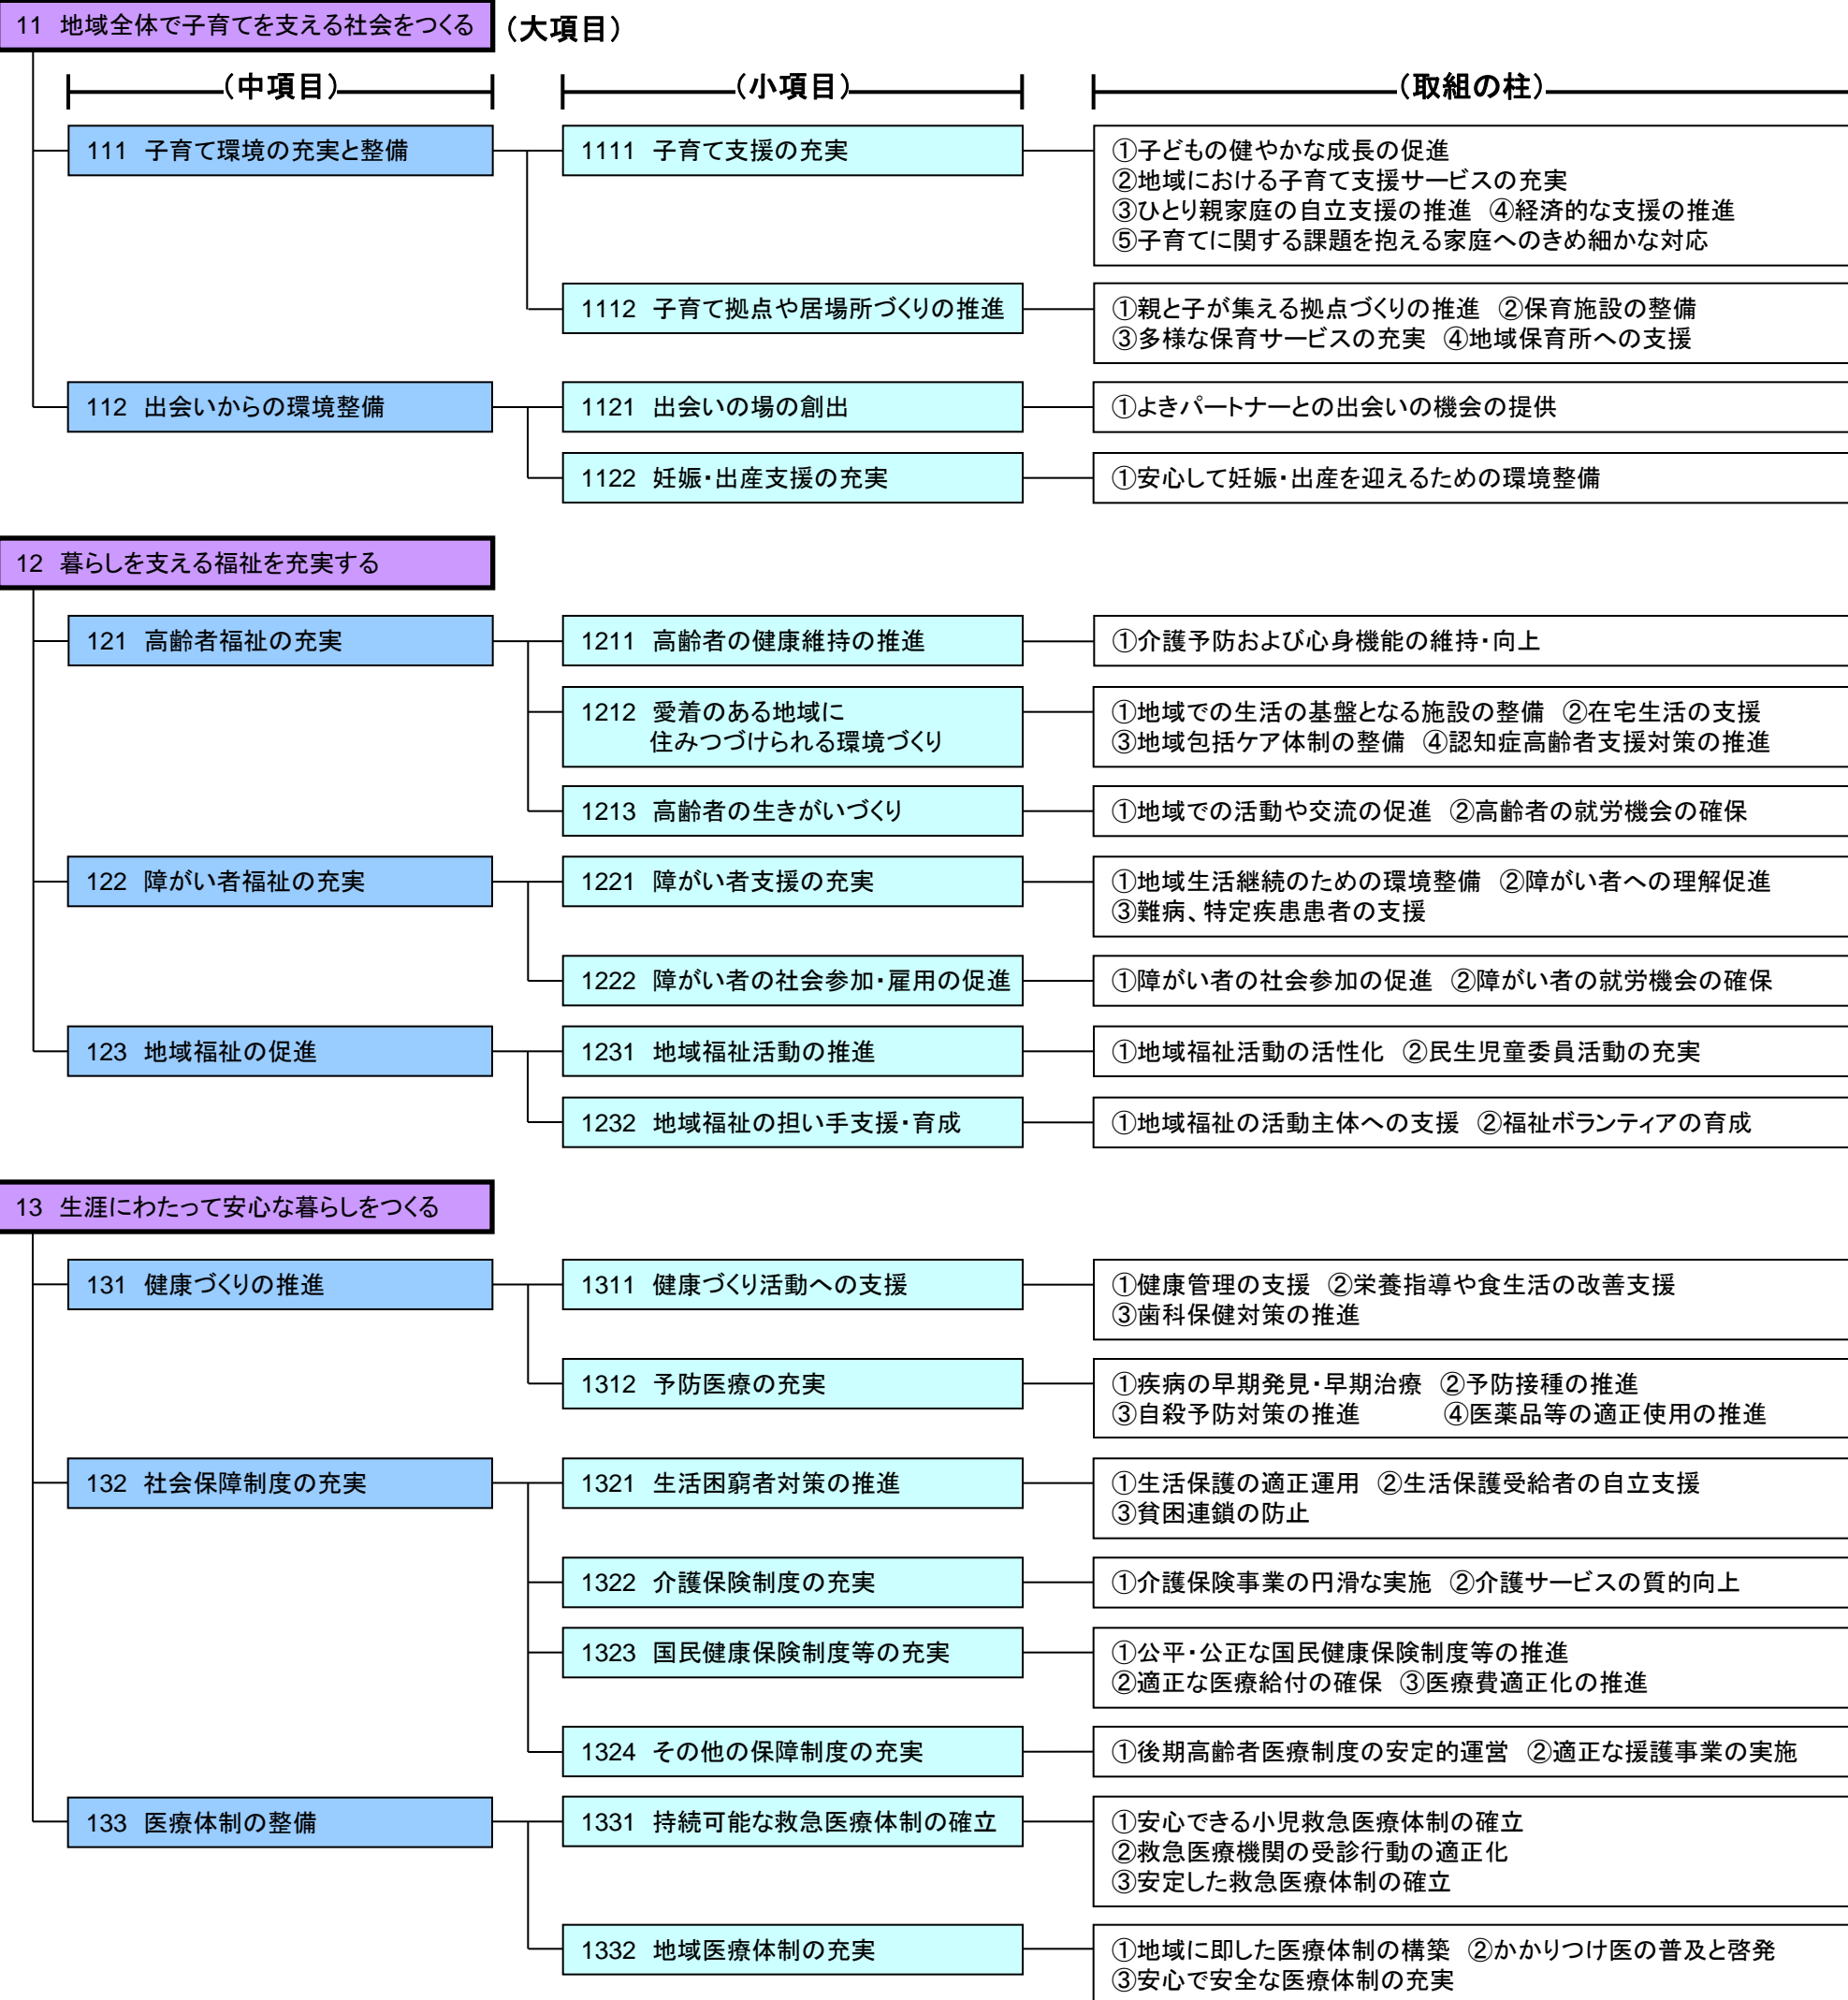 11 地域全体で子育てを支える社会をつくる (大項目)
(中項目) (小項目) (取組の柱)
111 子育て環境の充実と整備
1111 子育て支援の充実
①子どもの健やかな成長の促進
②地域における子育て支援サービスの充実
③ひとり親家庭の自立支援の推進 ④経済的な支援の推進
⑤子育てに関する課題を抱える家庭へのきめ細かな対応
1112 子育て拠点や居場所づくりの推進
①親と子が集える拠点づくりの推進 ②保育施設の整備
③多様な保育サービスの充実 ④地域保育所への支援
112 出会いからの環境整備
1121 出会いの場の創出
①よきパートナーとの出会いの機会の提供
1122 妊娠・出産支援の充実
①安心して妊娠・出産を迎えるための環境整備
12 暮らしを支える福祉を充実する
121 高齢者福祉の充実
1211 高齢者の健康維持の推進
①介護予防および心身機能の維持・向上
1212 愛着のある地域に
住みつづけられる環境づくり
①地域での生活の基盤となる施設の整備 ②在宅生活の支援
③地域包括ケア体制の整備 ④認知症高齢者支援対策の推進
1213 高齢者の生きがいづくり
①地域での活動や交流の促進 ②高齢者の就労機会の確保
122 障がい者福祉の充実
1221 障がい者支援の充実
①地域生活継続のための環境整備 ②障がい者への理解促進
③難病、特定疾患患者の支援
1222 障がい者の社会参加・雇用の促進
①障がい者の社会参加の促進 ②障がい者の就労機会の確保
123 地域福祉の促進
1231 地域福祉活動の推進
①地域福祉活動の活性化 ②民生児童委員活動の充実
1232 地域福祉の担い手支援・育成
①地域福祉の活動主体への支援 ②福祉ボランティアの育成
13 生涯にわたって安心な暮らしをつくる
131 健康づくりの推進
1311 健康づくり活動への支援
①健康管理の支援 ②栄養指導や食生活の改善支援
③歯科保健対策の推進
1312 予防医療の充実
①疾病の早期発見・早期治療 ②予防接種の推進
③自殺予防対策の推進 ④医薬品等の適正使用の推進
132 社会保障制度の充実
1321 生活困窮者対策の推進
①生活保護の適正運用 ②生活保護受給者の自立支援
③貧困連鎖の防止
1322 介護保険制度の充実
①介護保険事業の円滑な実施 ②介護サービスの質的向上
1323 国民健康保険制度等の充実
①公平・公正な国民健康保険制度等の推進
②適正な医療給付の確保 ③医療費適正化の推進
1324 その他の保障制度の充実
①後期高齢者医療制度の安定的運営 ②適正な援護事業の実施
133 医療体制の整備
1331 持続可能な救急医療体制の確立
①安心できる小児救急医療体制の確立
②救急医療機関の受診行動の適正化
③安定した救急医療体制の確立
1332 地域医療体制の充実
①地域に即した医療体制の構築 ②かかりつけ医の普及と啓発
③安心で安全な医療体制の充実